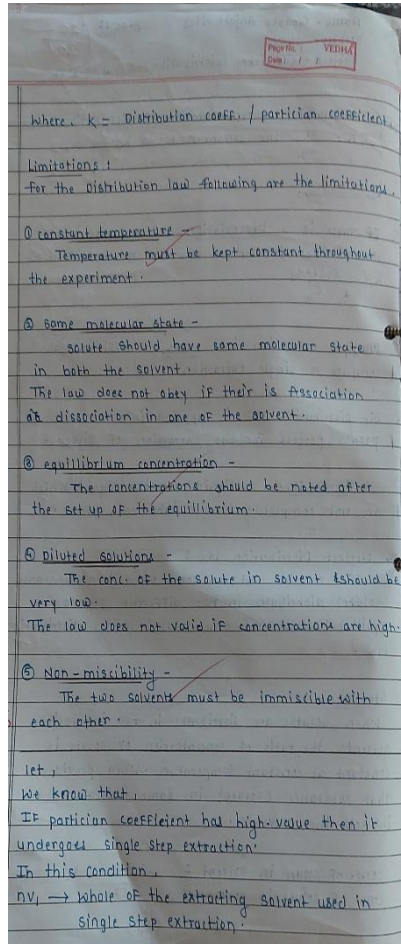 Page No. : VEDHA
Date : / /
Where, K = Distribution coeff. / partician coefficient.
Limitations :
for the Distribution law following are the limitations.
① constant temperature -
Temperature must be kept constant throughout
the experiment.
② same molecular state -
solute should have same molecular state
in both the solvent.
The law does not obey if their is Association
or dissociation in one of the solvent.
③ equillibrium concentration -
The concentrations should be noted after
the set up of the equilibrium.
④ Diluted solutions -
The conc. of the solute in solvent should be
very low.
The law does not valid if concentrations are high.
⑤ Non-miscibility -
The two solvents must be immiscible with
each other.
let,
We know that,
If partician coefficient has high value then it
undergoes single step extraction.
In this condition,
nv₁ → whole of the extracting solvent used in
single step extraction.